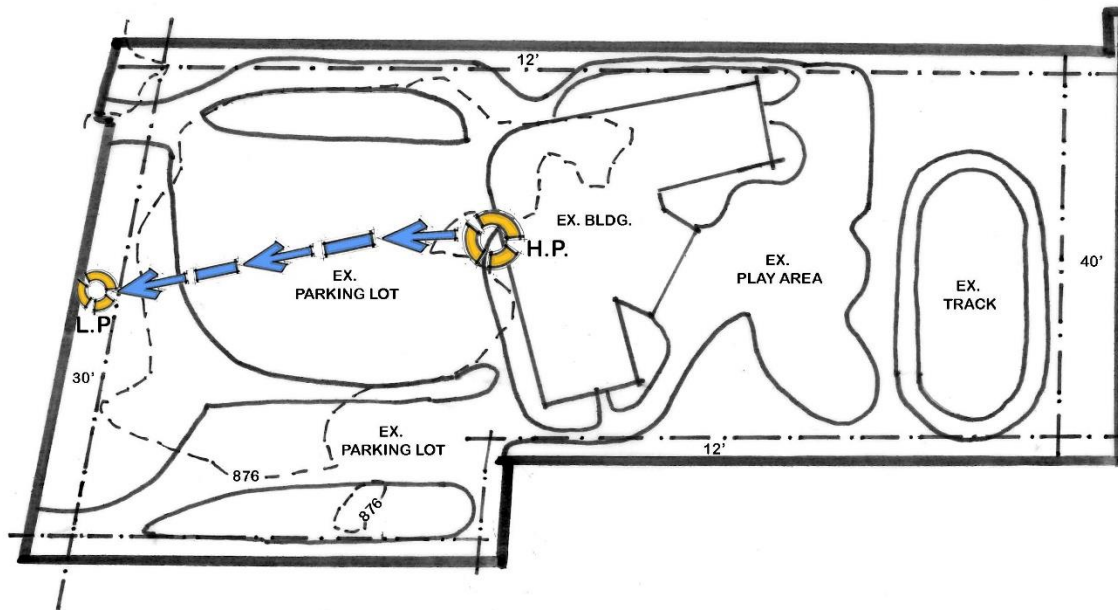 12’
EX. BLDG.
H.P.
EX.
PLAY AREA
40’
EX.
PARKING LOT
EX.
TRACK
L.P.
30’
EX.
PARKING LOT
12’
876
876